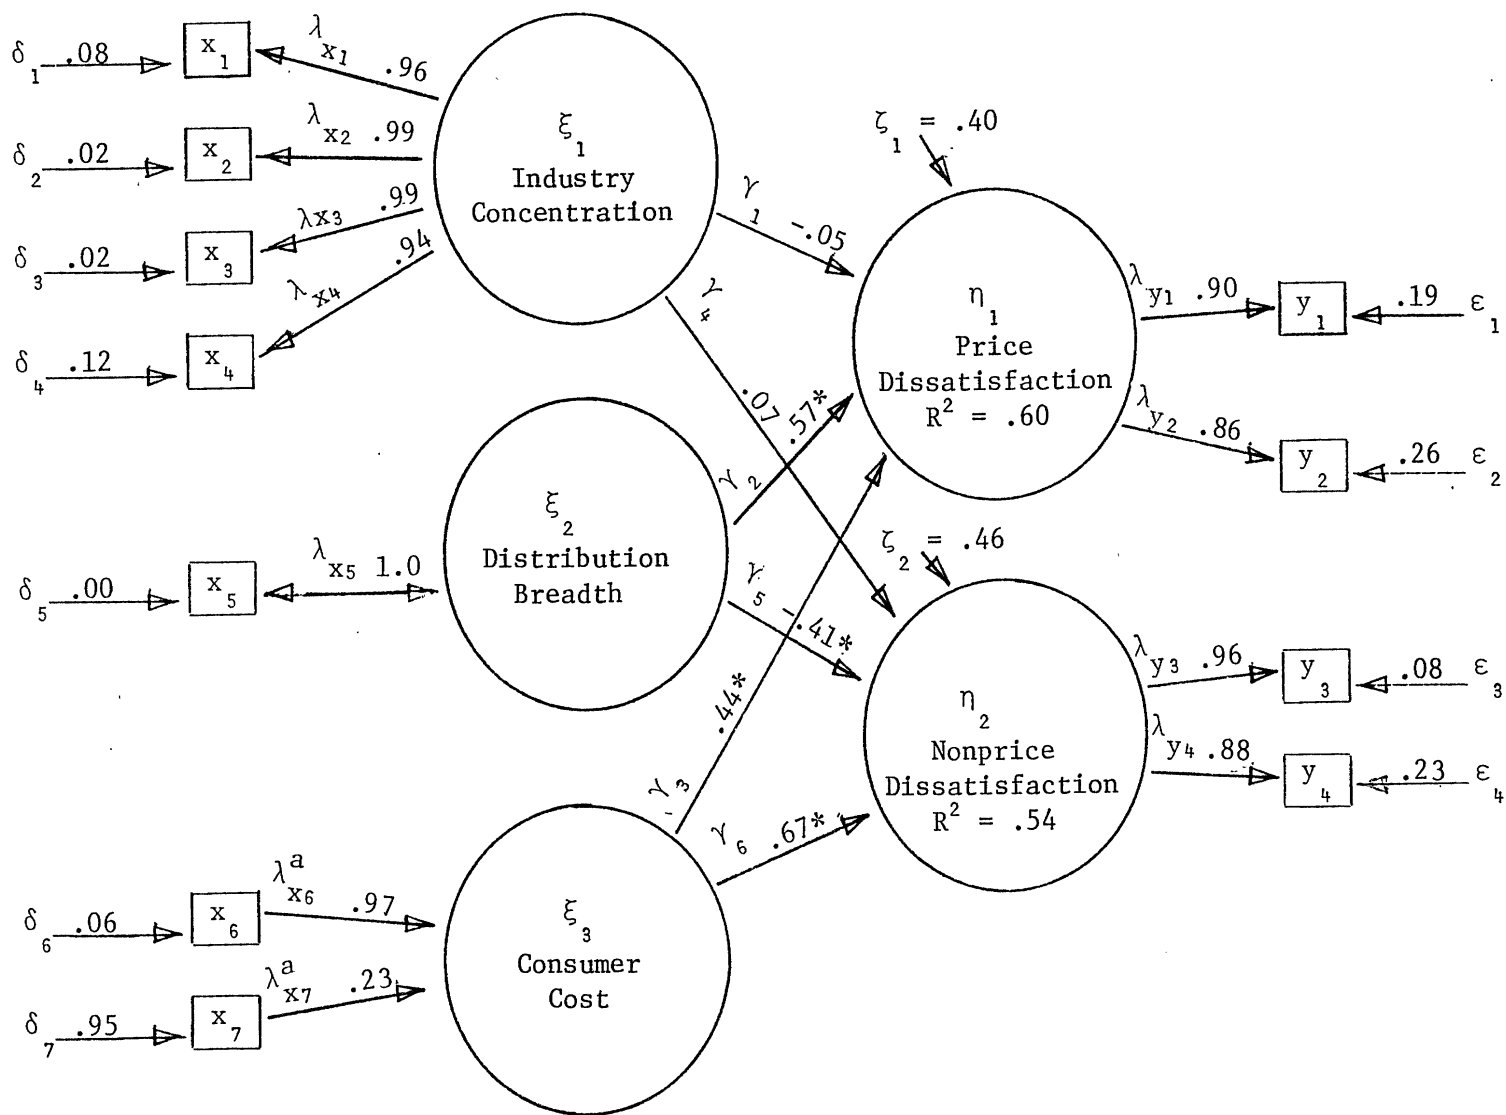 δ₁ .08 x₁ λx₁ .96
δ₂ .02 x₂ λx₂ .99
δ₃ .02 x₃ λx₃ .99
δ₄ .12 x₄ λx₄ .94
ξ₁
Industry
Concentration
γ₁ -.05
γ₄ .07
ζ₁ = .40
η₁
Price
Dissatisfaction
R² = .60
λy₁ .90 y₁ .19 ε₁
λy₂ .86 y₂ .26 ε₂
δ₅ .00 x₅ λx₅ 1.0
ξ₂
Distribution
Breadth
γ₂ .57*
γ₅ -.41*
ζ₂ = .46
η₂
Nonprice
Dissatisfaction
R² = .54
λy₃ .96 y₃ .08 ε₃
λy₄ .88 y₄ .23 ε₄
δ₆ .06 x₆ λᵃx₆ .97
δ₇ .95 x₇ λᵃx₇ .23
ξ₃
Consumer
Cost
γ₃ .44*
γ₆ .67*